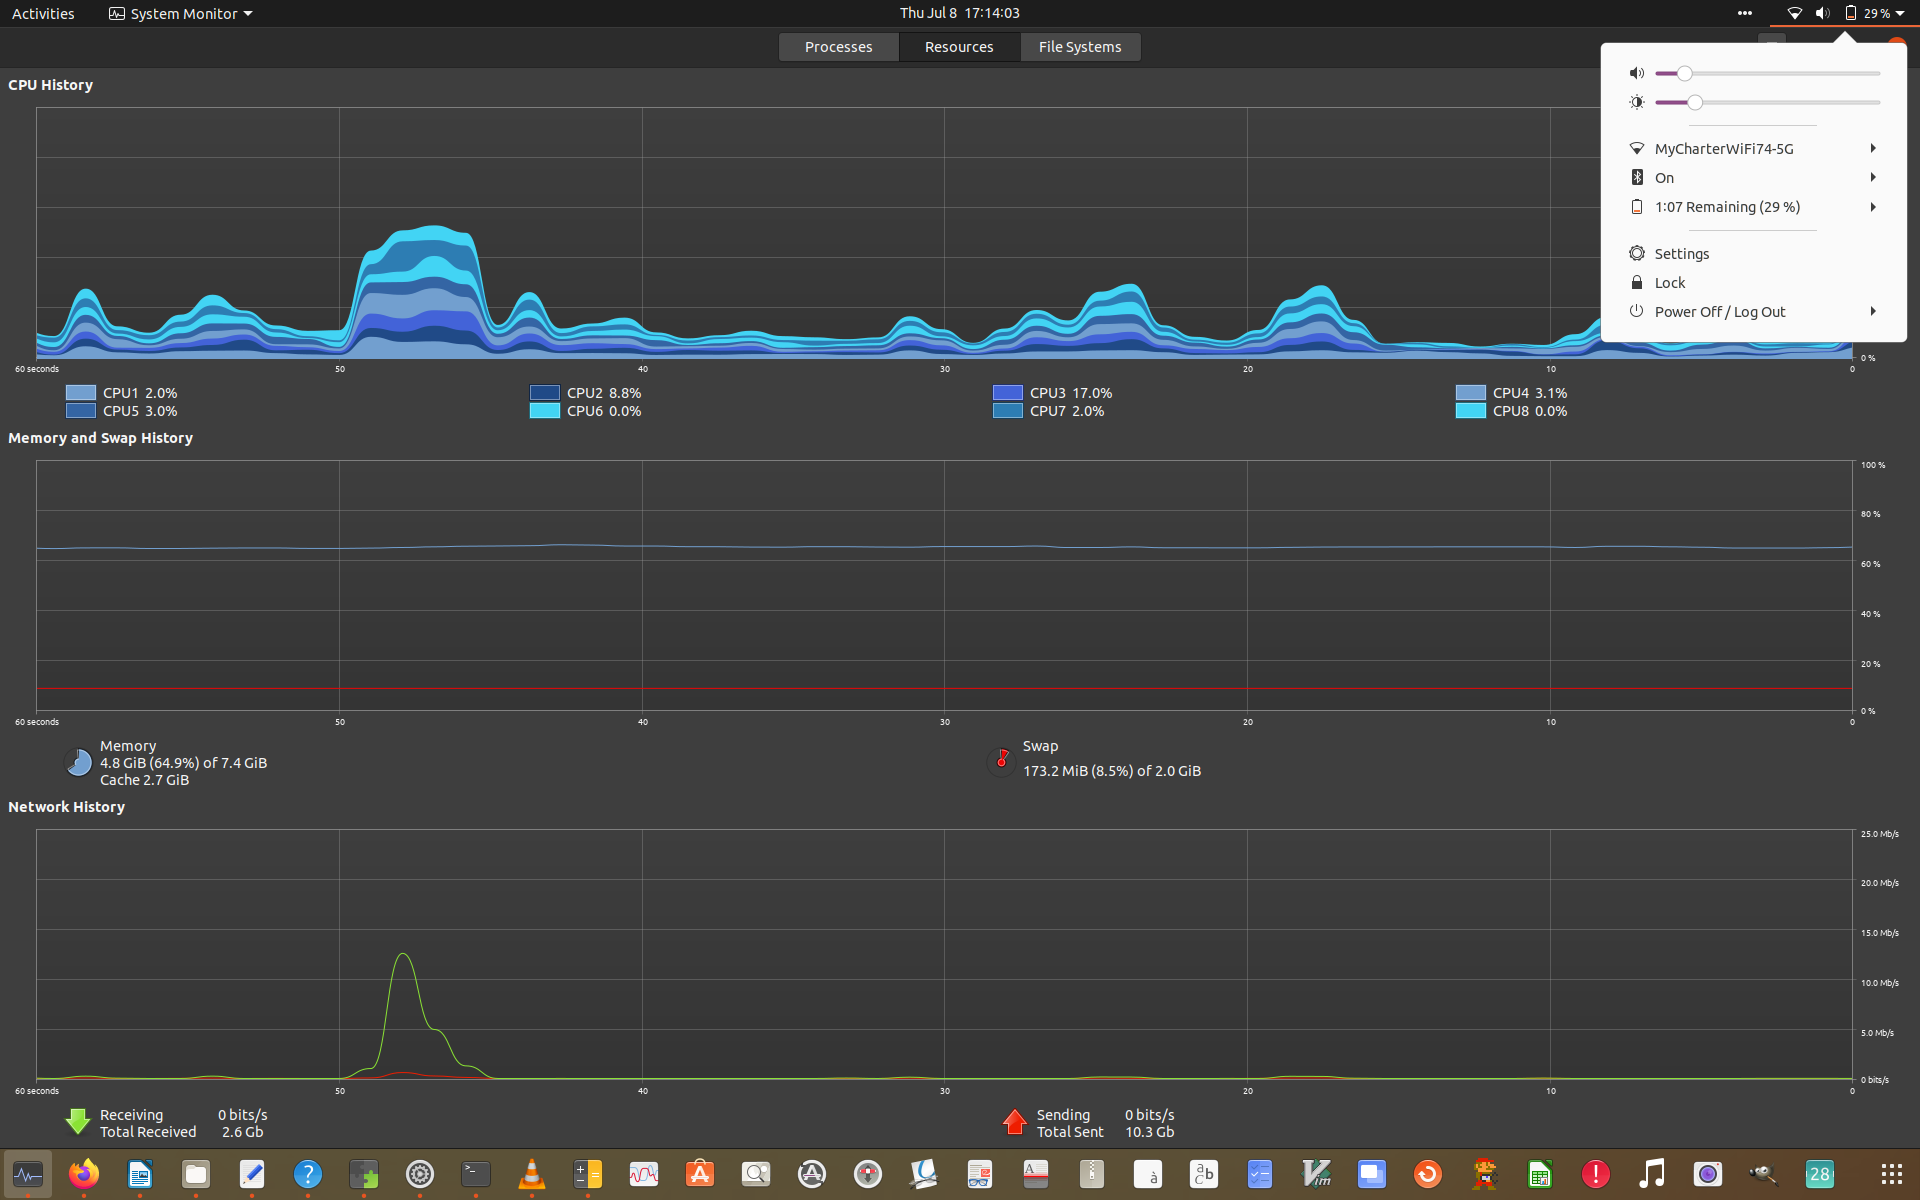 Activities
System Monitor
Thu Jul 8 17:14:03
29 %
Processes
Resources
File Systems
MyCharterWiFi74-5G
On
1:07 Remaining (29 %)
Settings
Lock
Power Off / Log Out
CPU History
0 %
60 seconds 50 40 30 20 10 0
CPU1 2.0% CPU2 8.8% CPU3 17.0% CPU4 3.1%
CPU5 3.0% CPU6 0.0% CPU7 2.0% CPU8 0.0%
Memory and Swap History
100 %
80 %
60 %
40 %
20 %
0 %
60 seconds 50 40 30 20 10 0
Memory
4.8 GiB (64.9%) of 7.4 GiB
Cache 2.7 GiB
Swap
173.2 MiB (8.5%) of 2.0 GiB
Network History
25.0 Mb/s
20.0 Mb/s
15.0 Mb/s
10.0 Mb/s
5.0 Mb/s
0 bits/s
60 seconds 50 40 30 20 10 0
Receiving 0 bits/s
Total Received 2.6 Gb
Sending 0 bits/s
Total Sent 10.3 Gb
?
>_
A
A
à
a b c
Vim
!
28